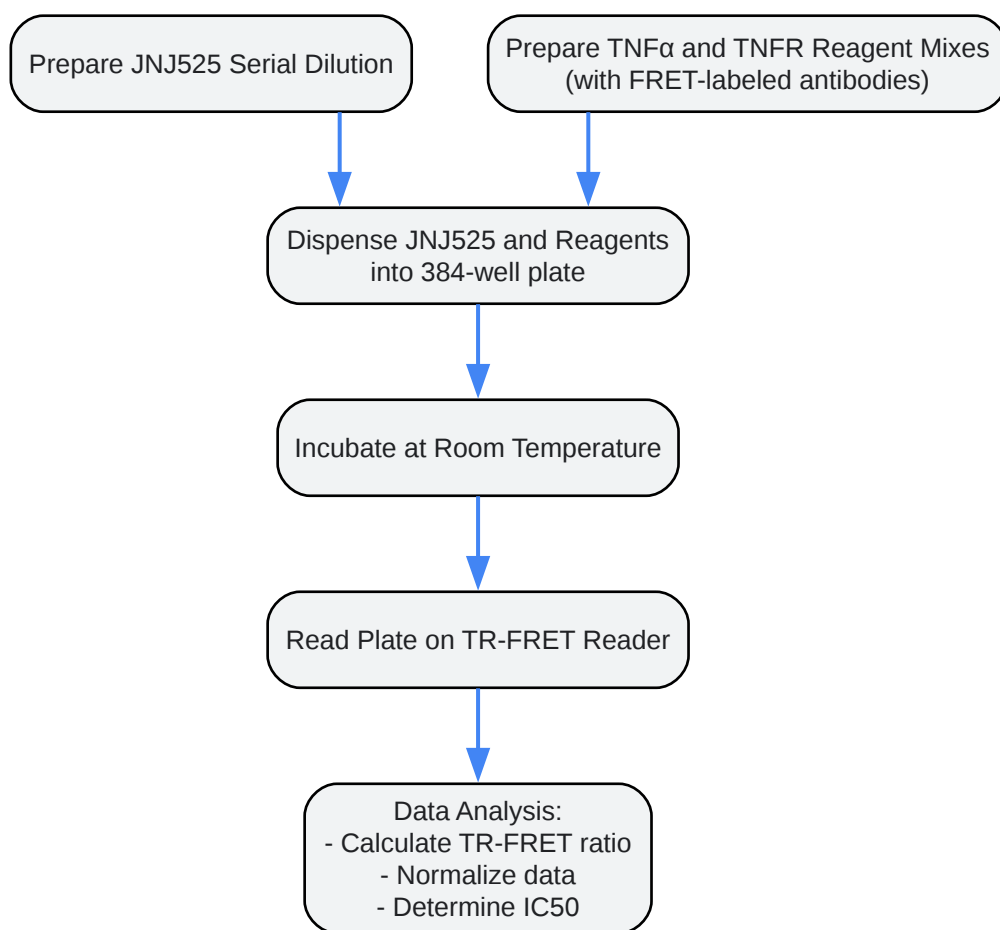 Prepare JNJ525 Serial Dilution
Prepare TNFα and TNFR Reagent Mixes
(with FRET-labeled antibodies)
Dispense JNJ525 and Reagents
into 384-well plate
Incubate at Room Temperature
Read Plate on TR-FRET Reader
Data Analysis:
- Calculate TR-FRET ratio
- Normalize data
- Determine IC50